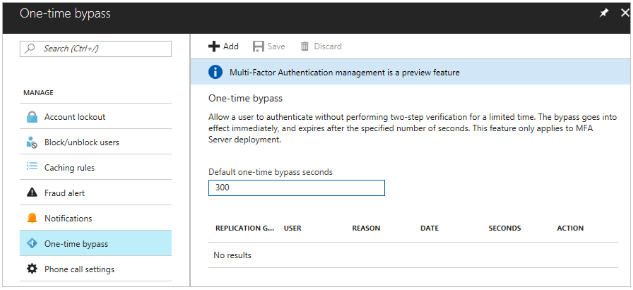 One-time bypass
Search (Ctrl+/)
MANAGE
Account lockout
Block/unblock users
Caching rules
Fraud alert
Notifications
One-time bypass
Phone call settings
Add Save Discard
Multi-Factor Authentication management is a preview feature
One-time bypass
Allow a user to authenticate without performing two-step verification for a limited time. The bypass goes into
effect immediately, and expires after the specified number of seconds. This feature only applies to MFA
Server deployment.
Default one-time bypass seconds
300
REPLICATION G... USER REASON DATE SECONDS ACTION
No results